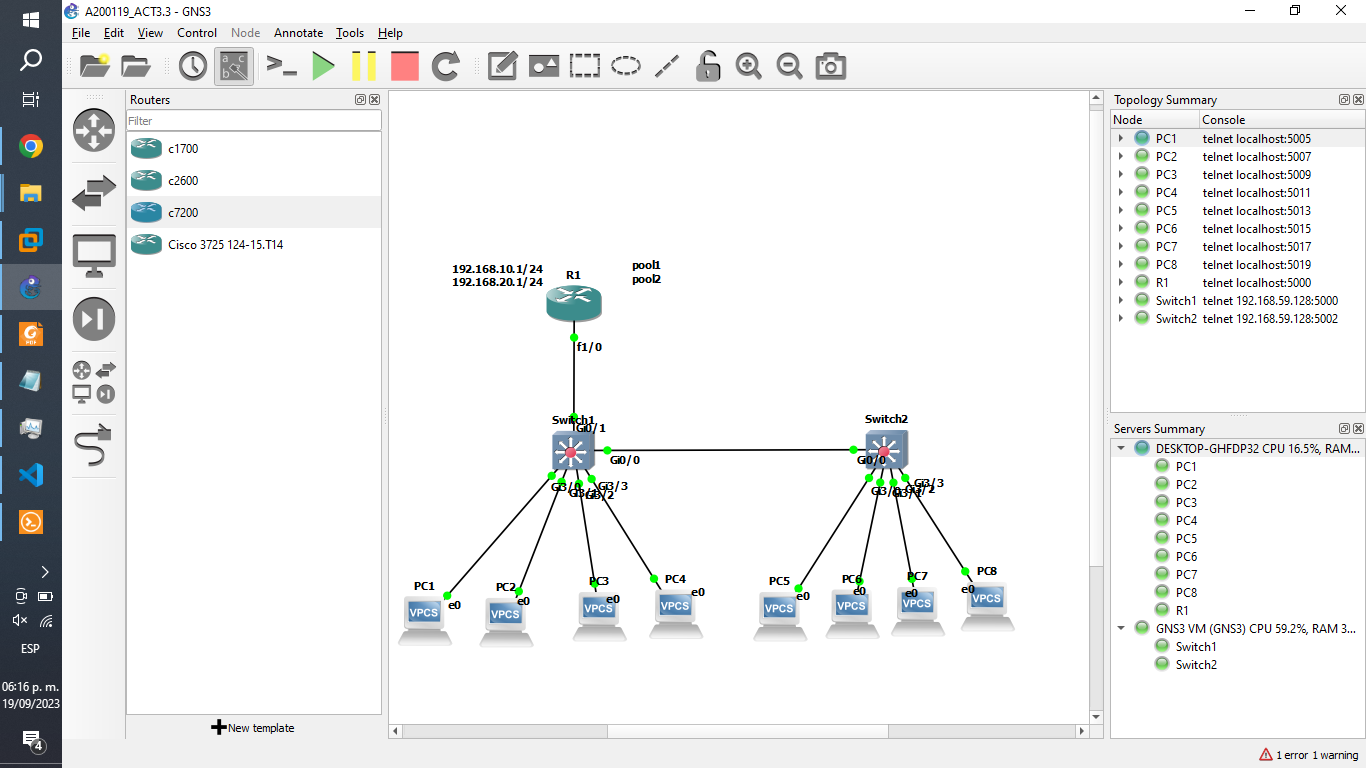 A200119_ACT3.3 - GNS3
File Edit View Control Node Annotate Tools Help
Routers
Filter
c1700
c2600
c7200
Cisco 3725 124-15.T14
New template
192.168.10.1/24
192.168.20.1/24
R1
pool1
pool2
f1/0
Switch1
Gi0/1
Gi0/0
Switch2
Gi0/0
Gi3/0
Gi3/1
Gi3/2
Gi3/3
Gi3/0
Gi3/1
Gi3/2
Gi3/3
PC1
e0
VPCS
PC2
e0
VPCS
PC3
e0
VPCS
PC4
e0
VPCS
PC5
e0
VPCS
PC6
e0
VPCS
PC7
e0
VPCS
PC8
e0
VPCS
Topology Summary
Node Console
PC1 telnet localhost:5005
PC2 telnet localhost:5007
PC3 telnet localhost:5009
PC4 telnet localhost:5011
PC5 telnet localhost:5013
PC6 telnet localhost:5015
PC7 telnet localhost:5017
PC8 telnet localhost:5019
R1 telnet localhost:5000
Switch1 telnet 192.168.59.128:5000
Switch2 telnet 192.168.59.128:5002
Servers Summary
DESKTOP-GHFDP32 CPU 16.5%, RAM...
PC1
PC2
PC3
PC4
PC5
PC6
PC7
PC8
R1
GNS3 VM (GNS3) CPU 59.2%, RAM 3...
Switch1
Switch2
1 error 1 warning
ESP
06:16 p. m.
19/09/2023
4